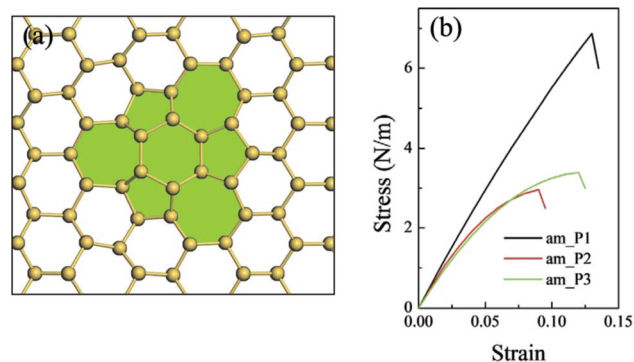 (a)
(b)
Stress (N/m)
6
4
2
0
am_P1
am_P2
am_P3
0.00 0.05 0.10 0.15
Strain